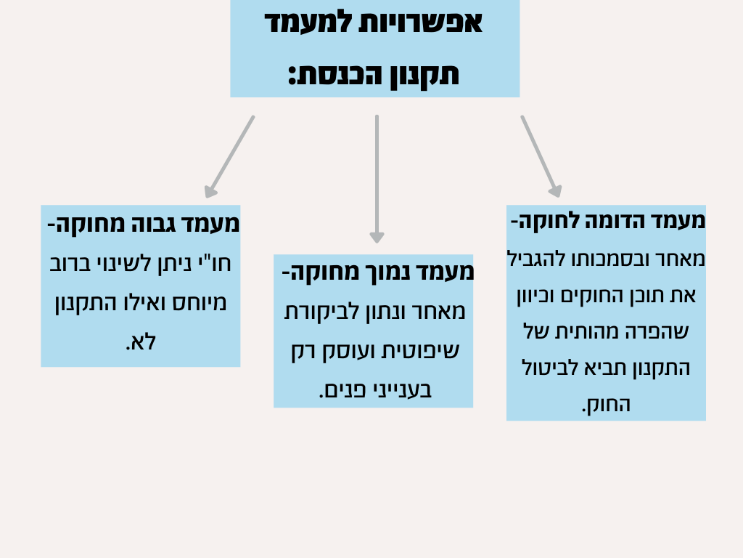 אפשרויות למעמד
תקנון הכנסת:
מעמד הדומה לחוקה-
מאחר ובסמכותו להגביל
את תוכן החוקים וכיוון
שהפרה מהותית של
התקנון תביא לביטול
החוק.
מעמד נמוך מחוקה-
מאחר ונתון לביקורת
שיפוטית ועוסק רק
בענייני פנים.
מעמד גבוה מחוקה-
חו"י ניתן לשינוי ברוב
מיוחס ואילו התקנון
לא.